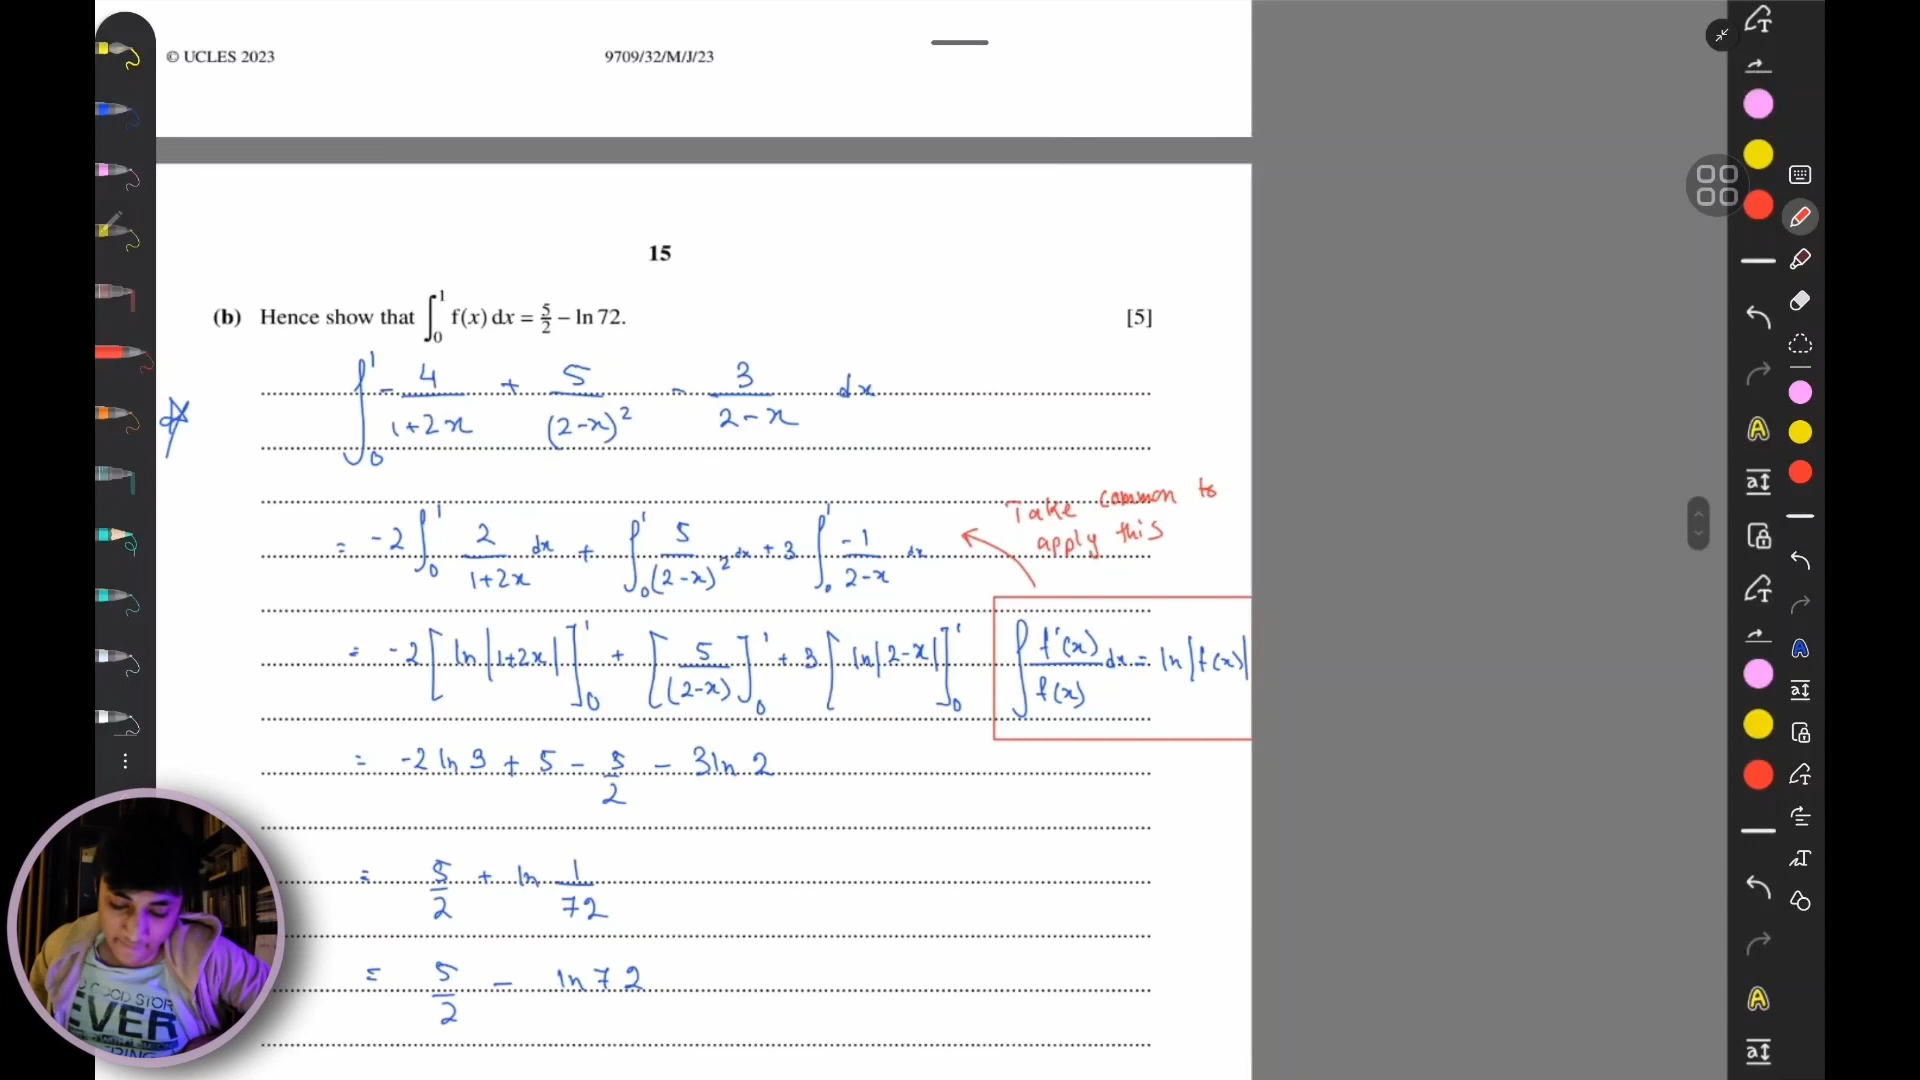 © UCLES 2023 9709/32/M/J/23
15
(b) Hence show that ∫₀¹ f(x) dx = 5/2 − ln 72. [5]
∫₀¹ - 4/(1+2x) + 5/(2-x)² - 3/(2-x) dx
Take common to
apply this
= -2 ∫₀¹ 2/(1+2x) dx + ∫₀¹ 5/(2-x)² dx + 3 ∫₀¹ -1/(2-x) dx
= -2 [ln|1+2x|]₀¹ + [5/(2-x)]₀¹ + 3 [ln|2-x|]₀¹
∫ f'(x)/f(x) dx = ln|f(x)|
= -2 ln 3 + 5 - 5/2 - 3 ln 2
= 5/2 + ln 1/72
= 5/2 - ln 72
GOOD STOR
EVER